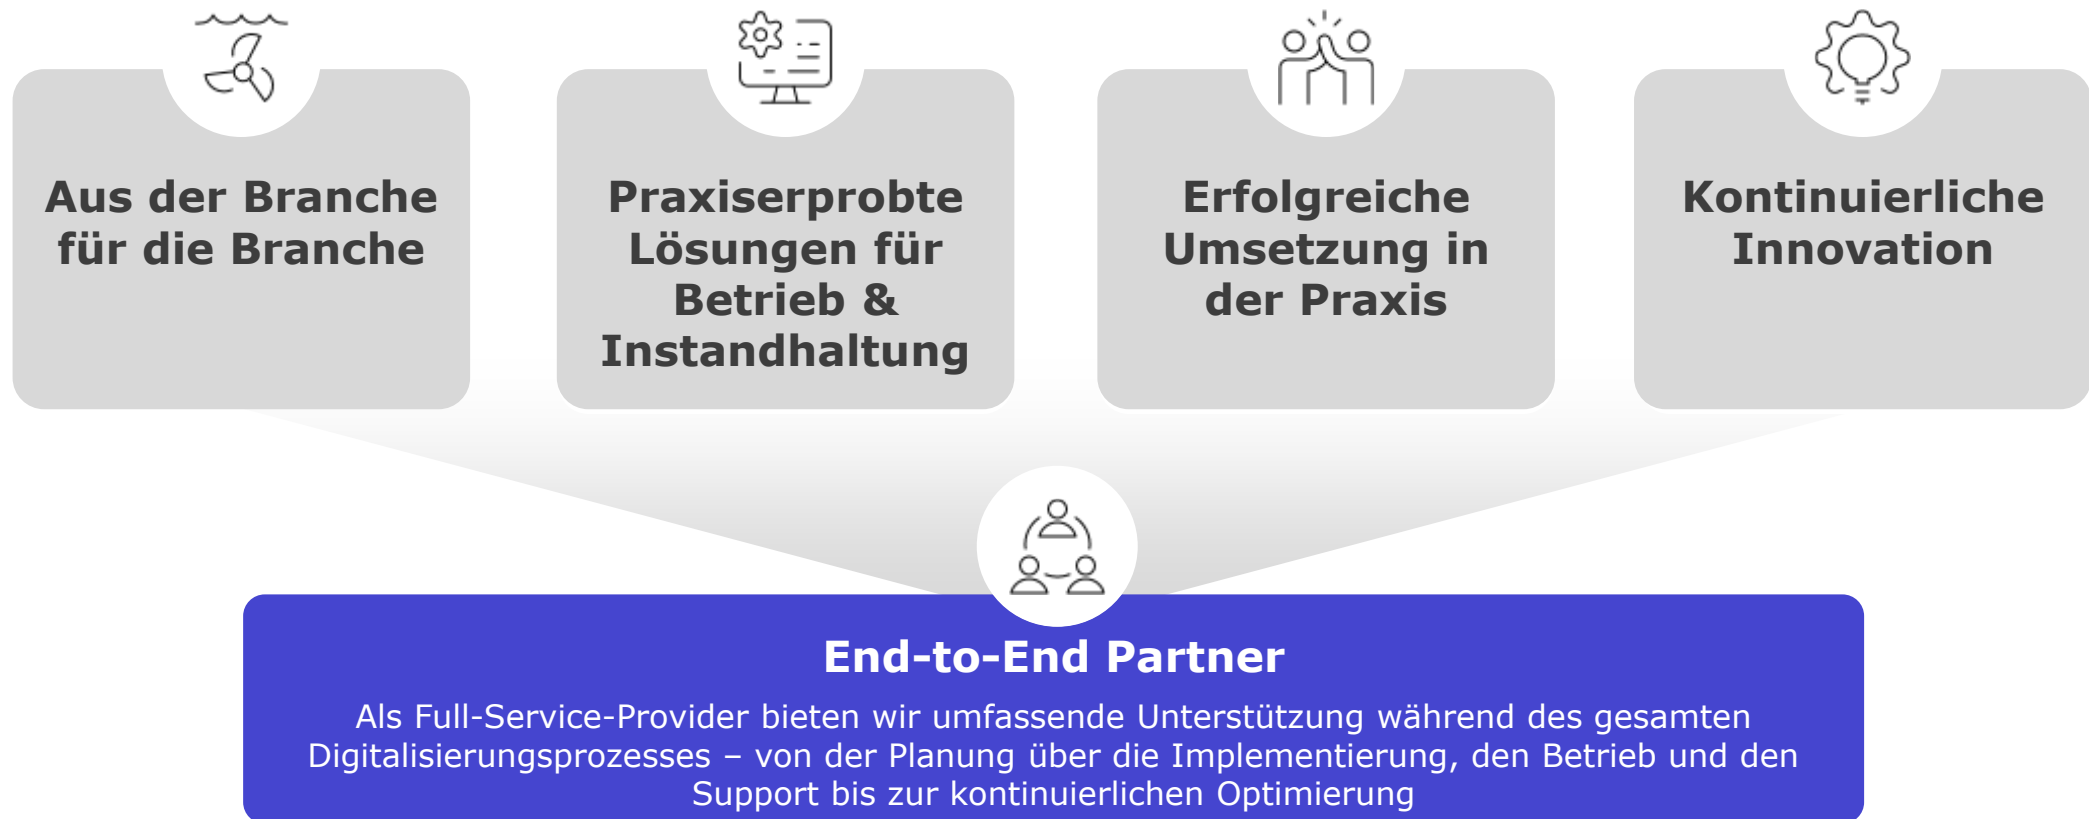 Aus der Branche
für die Branche
Praxiserprobte
Lösungen für
Betrieb &
Instandhaltung
Erfolgreiche
Umsetzung in
der Praxis
Kontinuierliche
Innovation
End-to-End Partner
Als Full-Service-Provider bieten wir umfassende Unterstützung während des gesamten
Digitalisierungsprozesses – von der Planung über die Implementierung, den Betrieb und den
Support bis zur kontinuierlichen Optimierung